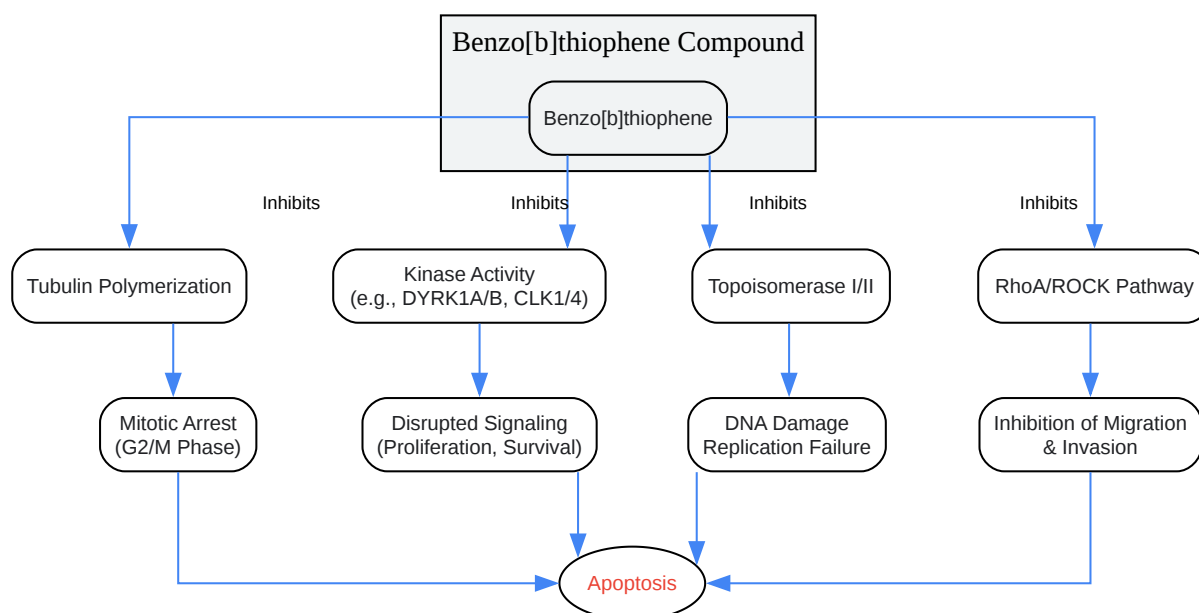 Benzo[b]thiophene Compound
Benzo[b]thiophene
Inhibits
Inhibits
Inhibits
Inhibits
Tubulin Polymerization
Kinase Activity
(e.g., DYRK1A/B, CLK1/4)
Topoisomerase I/II
RhoA/ROCK Pathway
Mitotic Arrest
(G2/M Phase)
Disrupted Signaling
(Proliferation, Survival)
DNA Damage
Replication Failure
Inhibition of Migration
& Invasion
Apoptosis